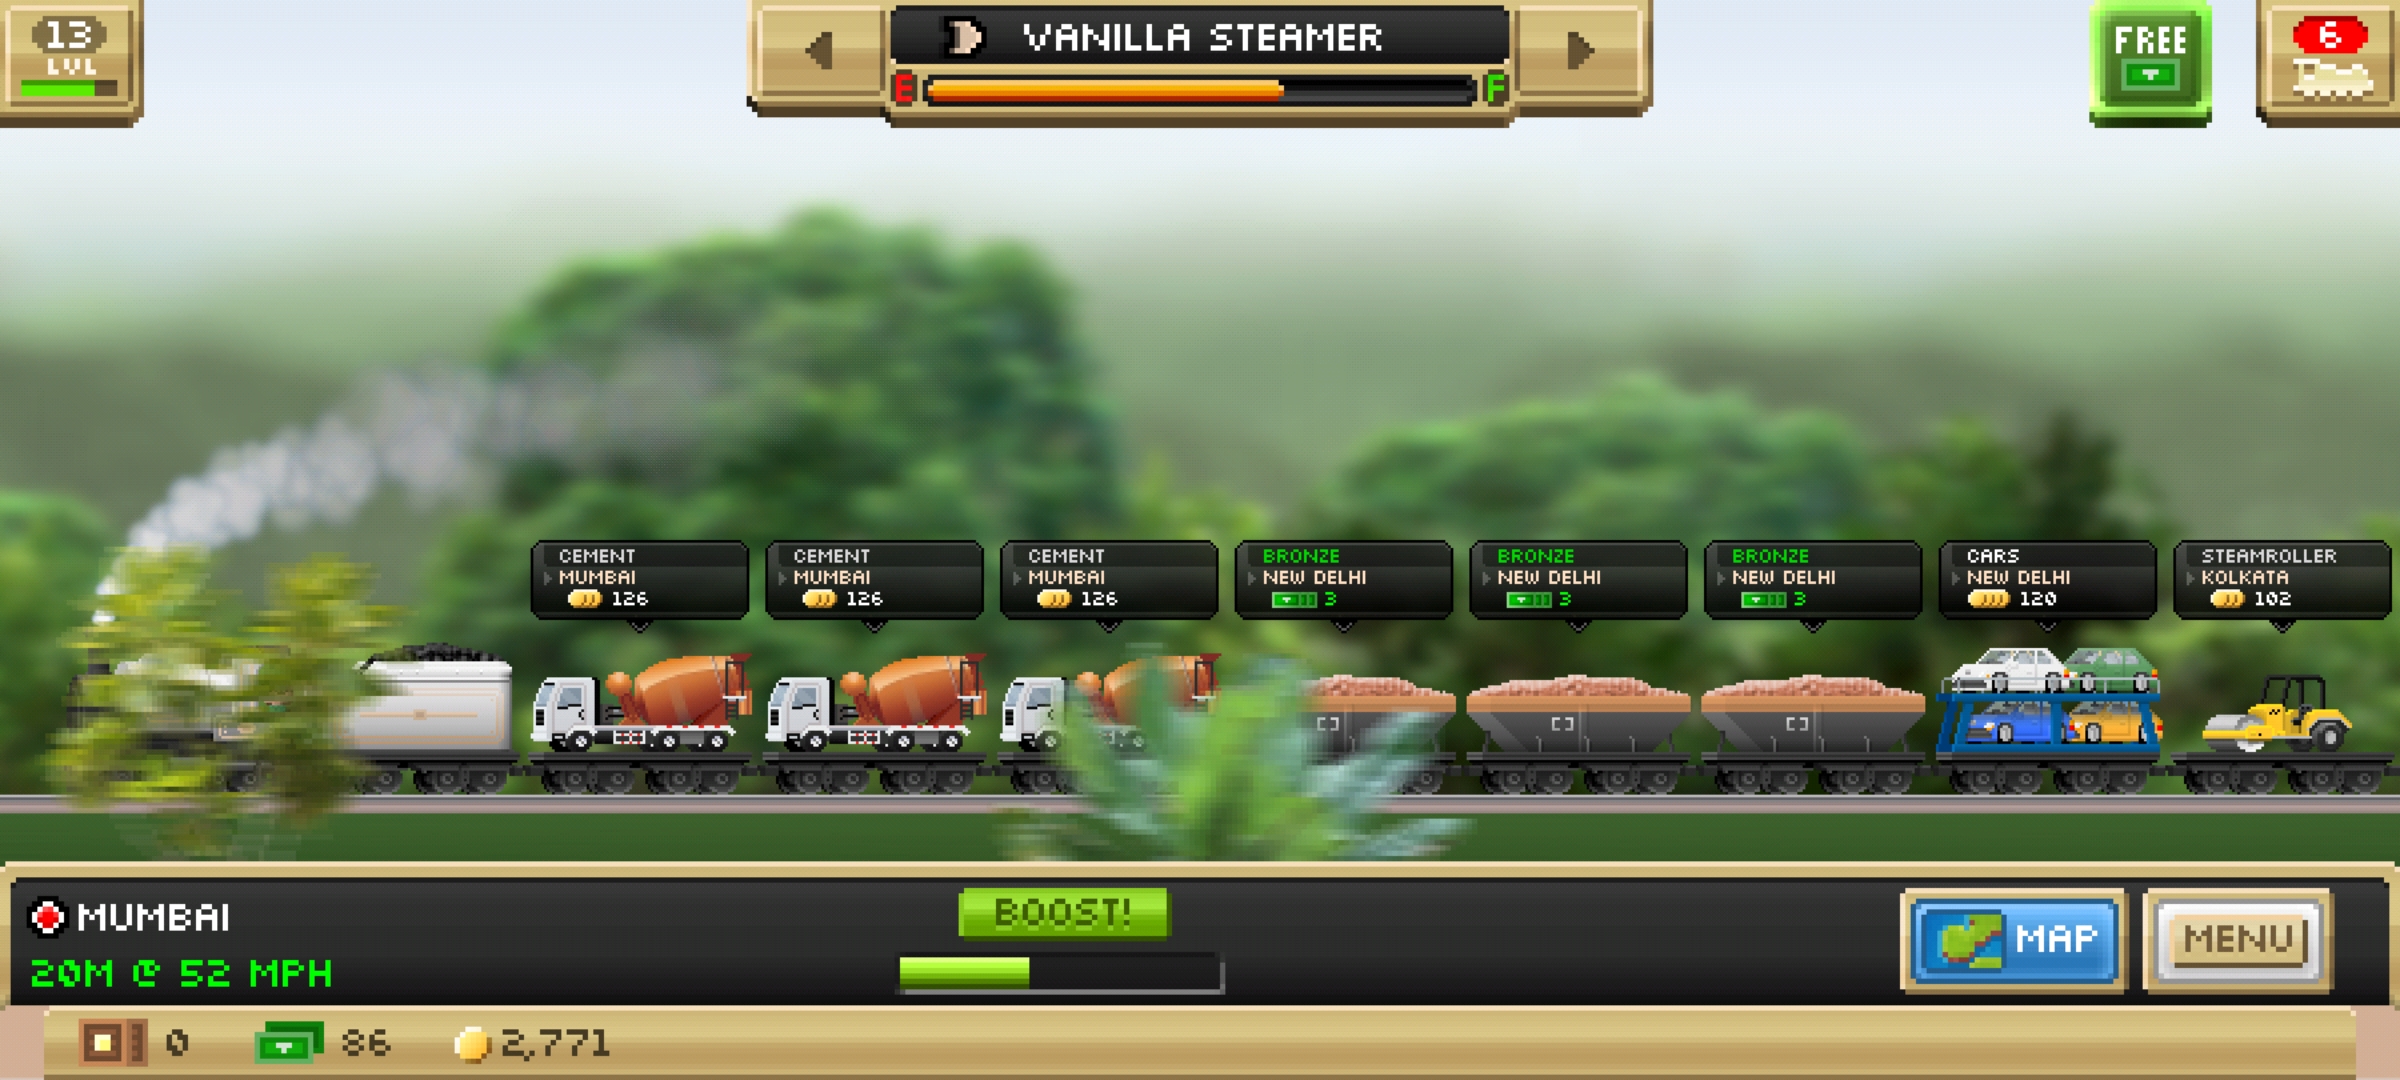 13
LVL
VANILLA STEAMER
E
F
FREE
6
CEMENT
MUMBAI
126
CEMENT
MUMBAI
126
CEMENT
MUMBAI
126
BRONZE
NEW DELHI
3
BRONZE
NEW DELHI
3
BRONZE
NEW DELHI
3
CARS
NEW DELHI
120
STEAMROLLER
KOLKATA
102
MUMBAI
20M @ 52 MPH
BOOST!
MAP
MENU
0
86
2,771